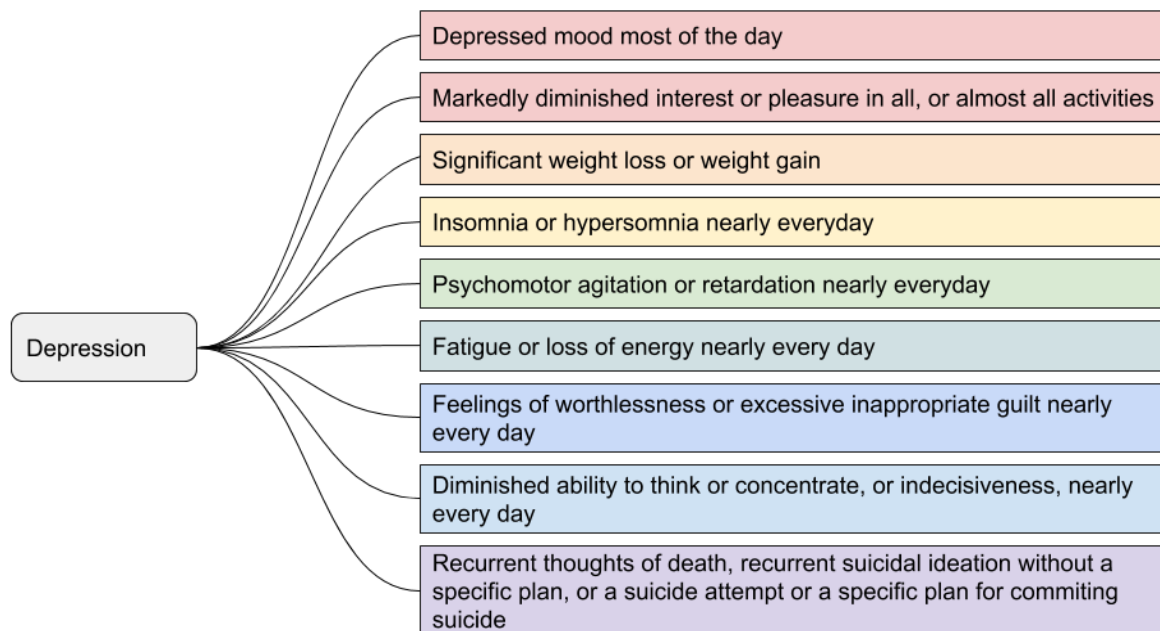 Depressed mood most of the day
Markedly diminished interest or pleasure in all, or almost all activities
Significant weight loss or weight gain
Insomnia or hypersomnia nearly everyday
Psychomotor agitation or retardation nearly everyday
Depression
Fatigue or loss of energy nearly every day
Feelings of worthlessness or excessive inappropriate guilt nearly
every day
Diminished ability to think or concentrate, or indecisiveness, nearly
every day
Recurrent thoughts of death, recurrent suicidal ideation without a
specific plan, or a suicide attempt or a specific plan for commiting
suicide